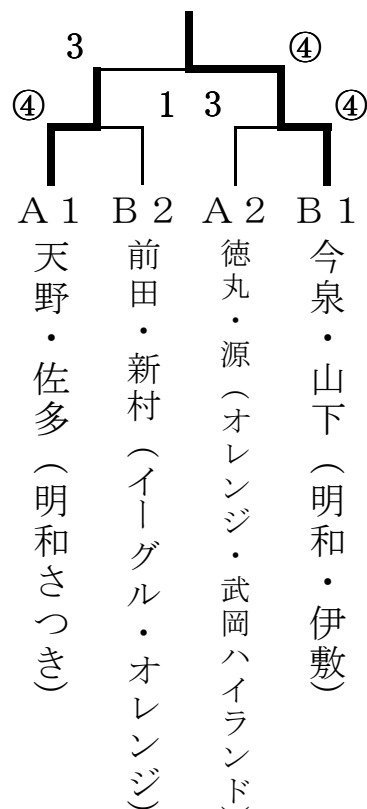 3 ④
④ 1 3 ④
A1 B2 A2 B1
天野・佐多(明和さつき)
前田・新村(イーグル・オレンジ)
徳丸・源(オレンジ・武岡ハイランド)
今泉・山下(明和・伊敷)